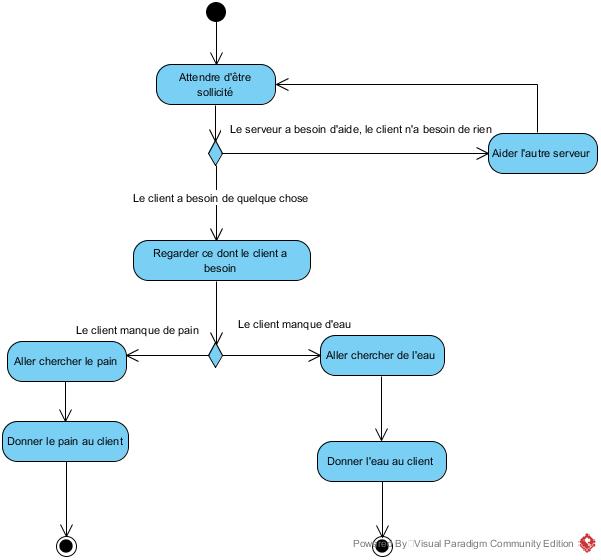 Attendre d'être
sollicité
Le serveur a besoin d'aide, le client n'a besoin de rien
Aider l'autre serveur
Le client a besoin de quelque chose
Regarder ce dont le client a
besoin
Le client manque de pain
Le client manque d'eau
Aller chercher le pain
Aller chercher de l'eau
Donner le pain au client
Donner l'eau au client
Powered By Visual Paradigm Community Edition